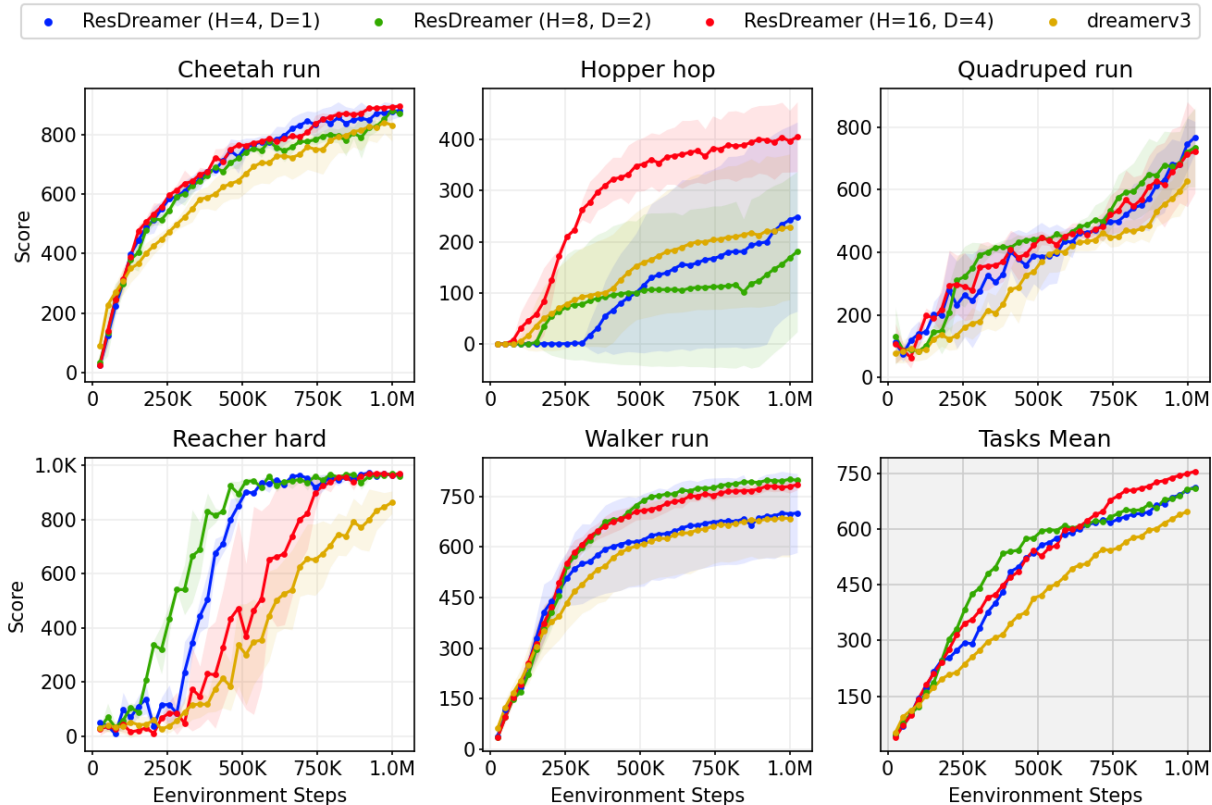 ResDreamer (H=4, D=1) ResDreamer (H=8, D=2) ResDreamer (H=16, D=4) dreamerv3
Cheetah run
Score
800
600
400
200
0
0 250K 500K 750K 1.0M
Hopper hop
400
300
200
100
0
0 250K 500K 750K 1.0M
Quadruped run
800
600
400
200
0
0 250K 500K 750K 1.0M
Reacher hard
Score
1.0K
800
600
400
200
0
0 250K 500K 750K 1.0M
Eenvironment Steps
Walker run
750
600
450
300
150
0
0 250K 500K 750K 1.0M
Eenvironment Steps
Tasks Mean
750
600
450
300
150
0 250K 500K 750K 1.0M
Eenvironment Steps